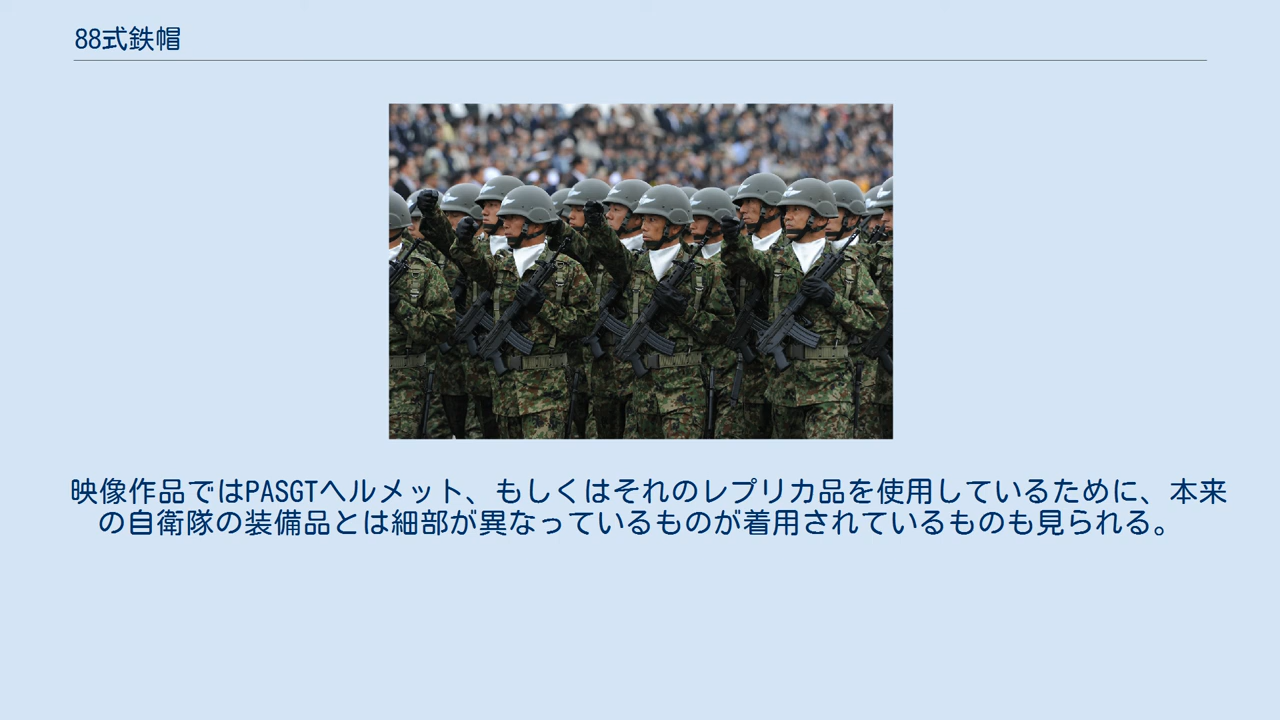 88式鉄帽
映像作品ではPASGTヘルメット、もしくはそれのレプリカ品を使用しているために、本来
の自衛隊の装備品とは細部が異なっているものが着用されているものも見られる。